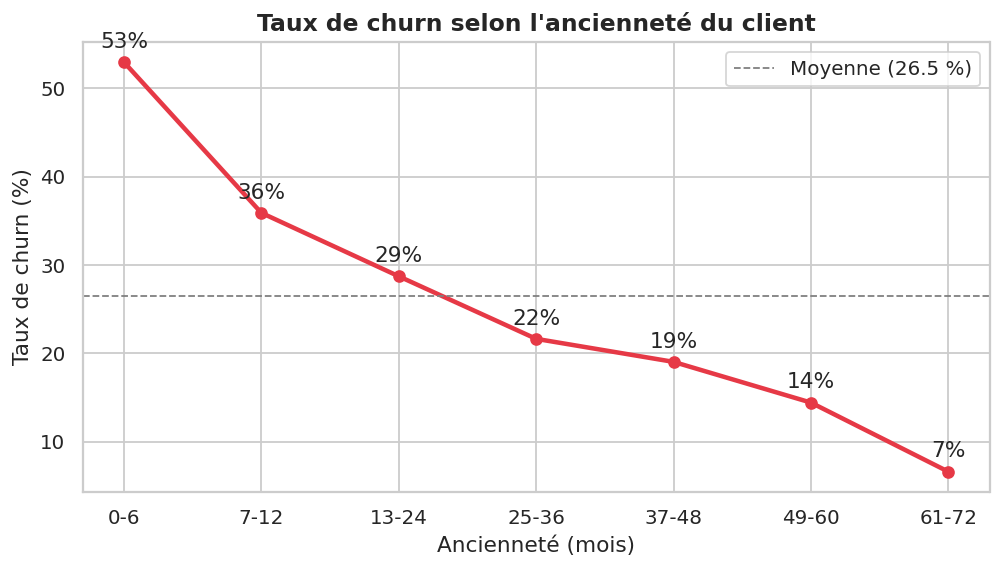 Taux de churn selon l'ancienneté du client
53%
Moyenne (26.5 %)
50
40
36%
30
29%
22%
20
19%
14%
10
7%
Taux de churn (%)
0-6 7-12 13-24 25-36 37-48 49-60 61-72
Ancienneté (mois)